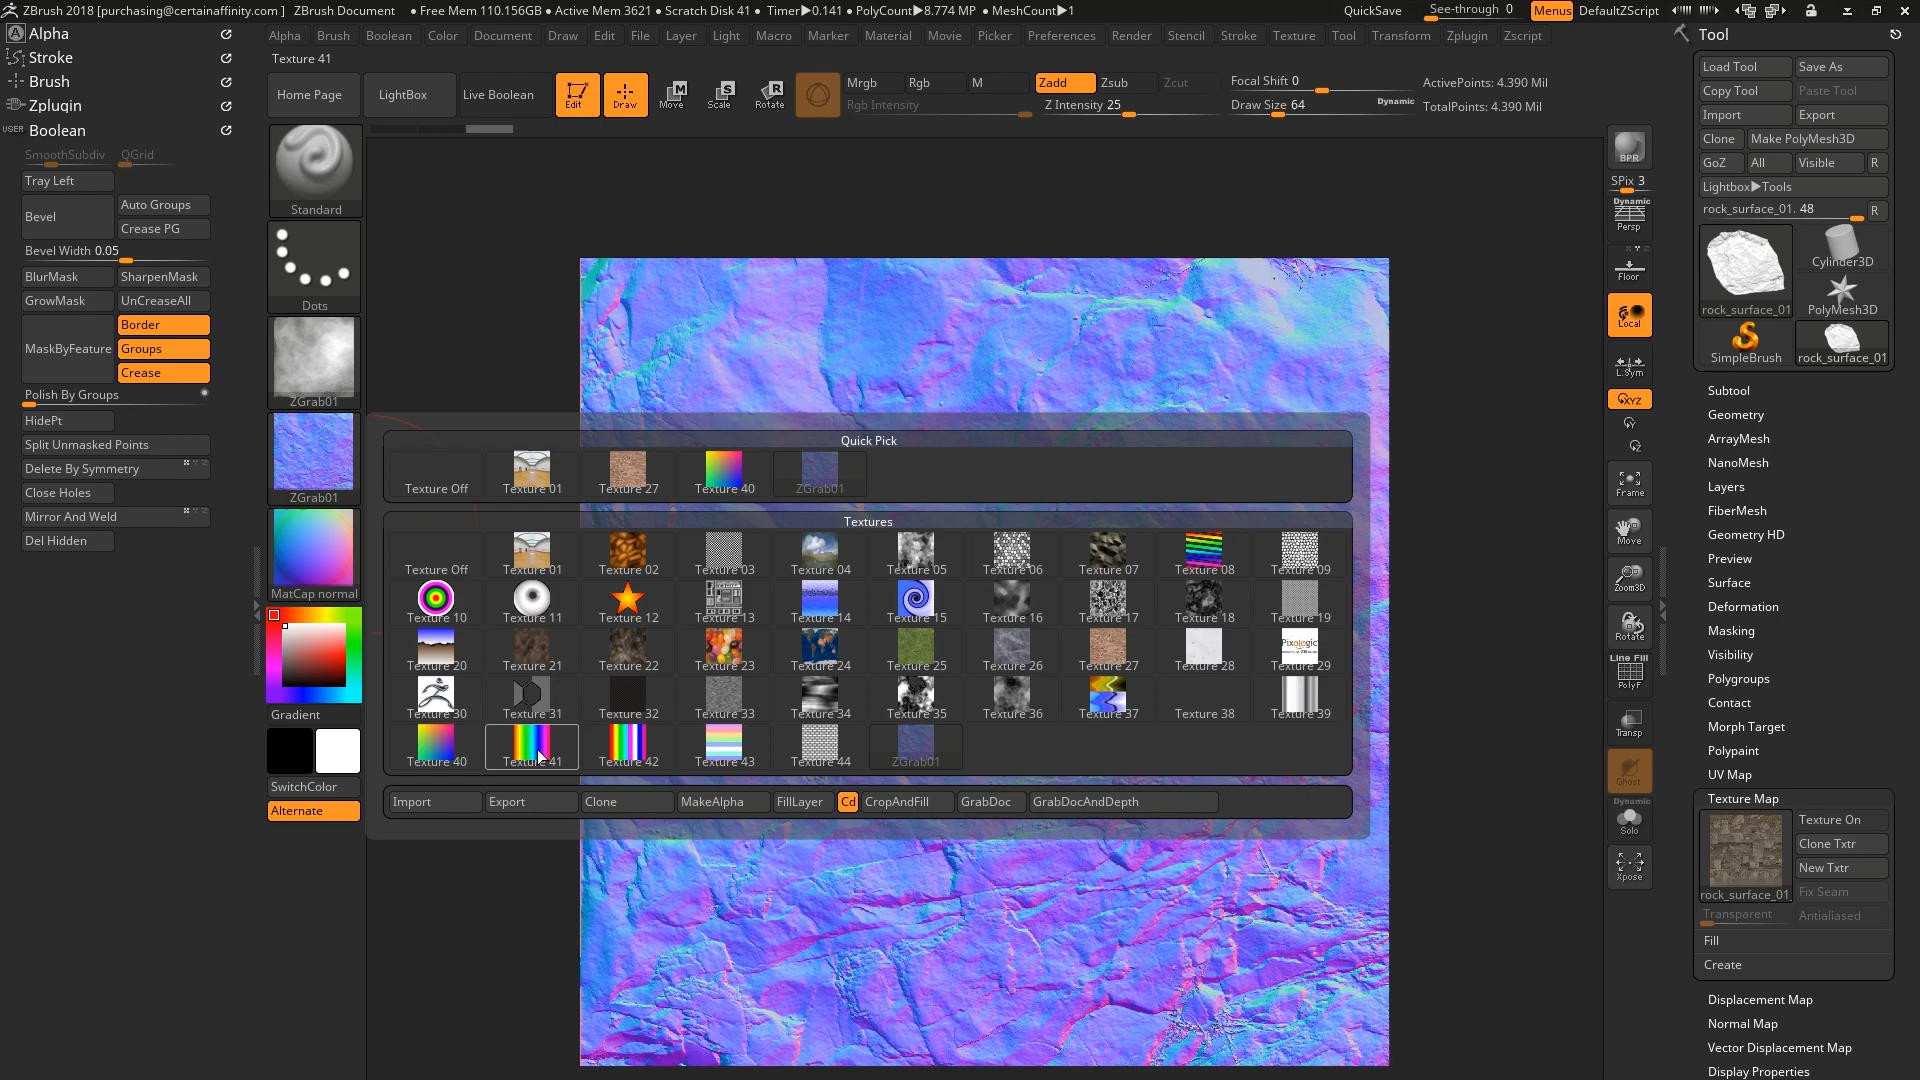 ZBrush 2018 [purchasing@certainaffinity.com ] ZBrush Document • Free Mem 110.156GB • Active Mem 3621 • Scratch Disk 41 • Timer▶0.141 • PolyCount▶8.774 MP • MeshCount▶1 QuickSave See-through 0 Menus DefaultZScript
Alpha Brush Boolean Color Document Draw Edit File Layer Light Macro Marker Material Movie Picker Preferences Render Stencil Stroke Texture Tool Transform Zplugin Zscript
Texture 41
Home Page LightBox Live Boolean Edit Draw Move Scale Rotate
Mrgb Rgb M Zadd Zsub Zcut Focal Shift 0 ActivePoints: 4.390 Mil
Rgb Intensity Z Intensity 25 Draw Size 64 Dynamic TotalPoints: 4.390 Mil
Alpha
Stroke
Brush
Zplugin
USER Boolean
SmoothSubdiv QGrid
Tray Left
Bevel Auto Groups
Crease PG
Bevel Width 0.05
BlurMask SharpenMask
GrowMask UnCreaseAll
MaskByFeature Border
Groups
Crease
Polish By Groups
HidePt
Split Unmasked Points
Delete By Symmetry
Close Holes
Mirror And Weld
Del Hidden
Standard
Dots
ZGrab01
ZGrab01
MatCap normal
Gradient
SwitchColor
Alternate
Quick Pick
Texture Off Texture 01 Texture 27 Texture 40 ZGrab01
Textures
Texture Off Texture 01 Texture 02 Texture 03 Texture 04 Texture 05 Texture 06 Texture 07 Texture 08 Texture 09
Texture 10 Texture 11 Texture 12 Texture 13 Texture 14 Texture 15 Texture 16 Texture 17 Texture 18 Texture 19
Texture 20 Texture 21 Texture 22 Texture 23 Texture 24 Texture 25 Texture 26 Texture 27 Texture 28 Texture 29
Pixologic
Texture 30 Texture 31 Texture 32 Texture 33 Texture 34 Texture 35 Texture 36 Texture 37 Texture 38 Texture 39
Texture 40 Texture 41 Texture 42 Texture 43 Texture 44 ZGrab01
Import Export Clone MakeAlpha FillLayer Cd CropAndFill GrabDoc GrabDocAndDepth
BPR
SPix 3
Dynamic
Persp
Floor
Local
L.Sym
XYZ
Y
Z
Frame
Move
Zoom3D
Rotate
Line Fill
PolyF
Transp
Ghost
Dynamic
Solo
Xpose
Tool
Load Tool Save As
Copy Tool Paste Tool
Import Export
Clone Make PolyMesh3D
GoZ All Visible R
Lightbox▶Tools
rock_surface_01. 48 R
rock_surface_01 Cylinder3D
PolyMesh3D
SimpleBrush rock_surface_01
Subtool
Geometry
ArrayMesh
NanoMesh
Layers
FiberMesh
Geometry HD
Preview
Surface
Deformation
Masking
Visibility
Polygroups
Contact
Morph Target
Polypaint
UV Map
Texture Map
Texture On
Clone Txtr
New Txtr
rock_surface_01 Fix Seam
Transparent Antialiased
Fill
Create
Displacement Map
Normal Map
Vector Displacement Map
Display Properties